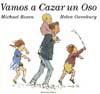 Vamos a Cazar un Oso
Michael Rosen Helen Oxenbury